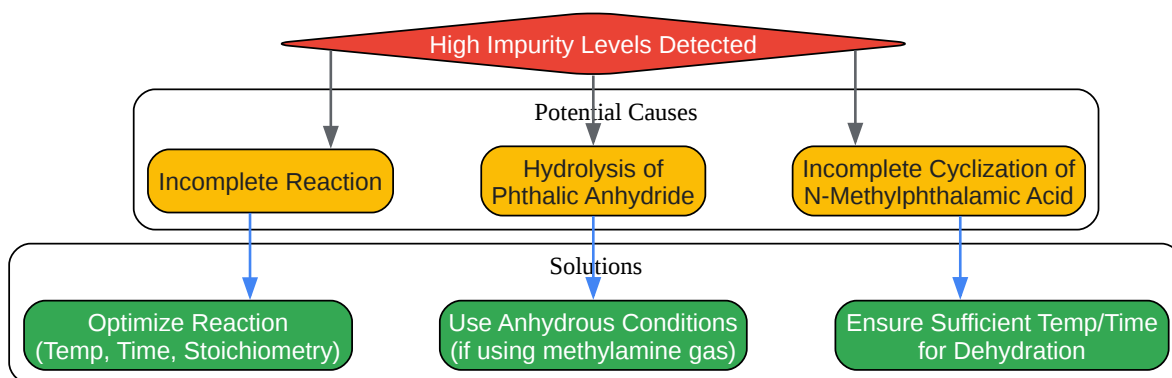 High Impurity Levels Detected
Potential Causes
Incomplete Reaction
Hydrolysis of
Phthalic Anhydride
Incomplete Cyclization of
N-Methylphthalamic Acid
Solutions
Optimize Reaction
(Temp, Time, Stoichiometry)
Use Anhydrous Conditions
(if using methylamine gas)
Ensure Sufficient Temp/Time
for Dehydration